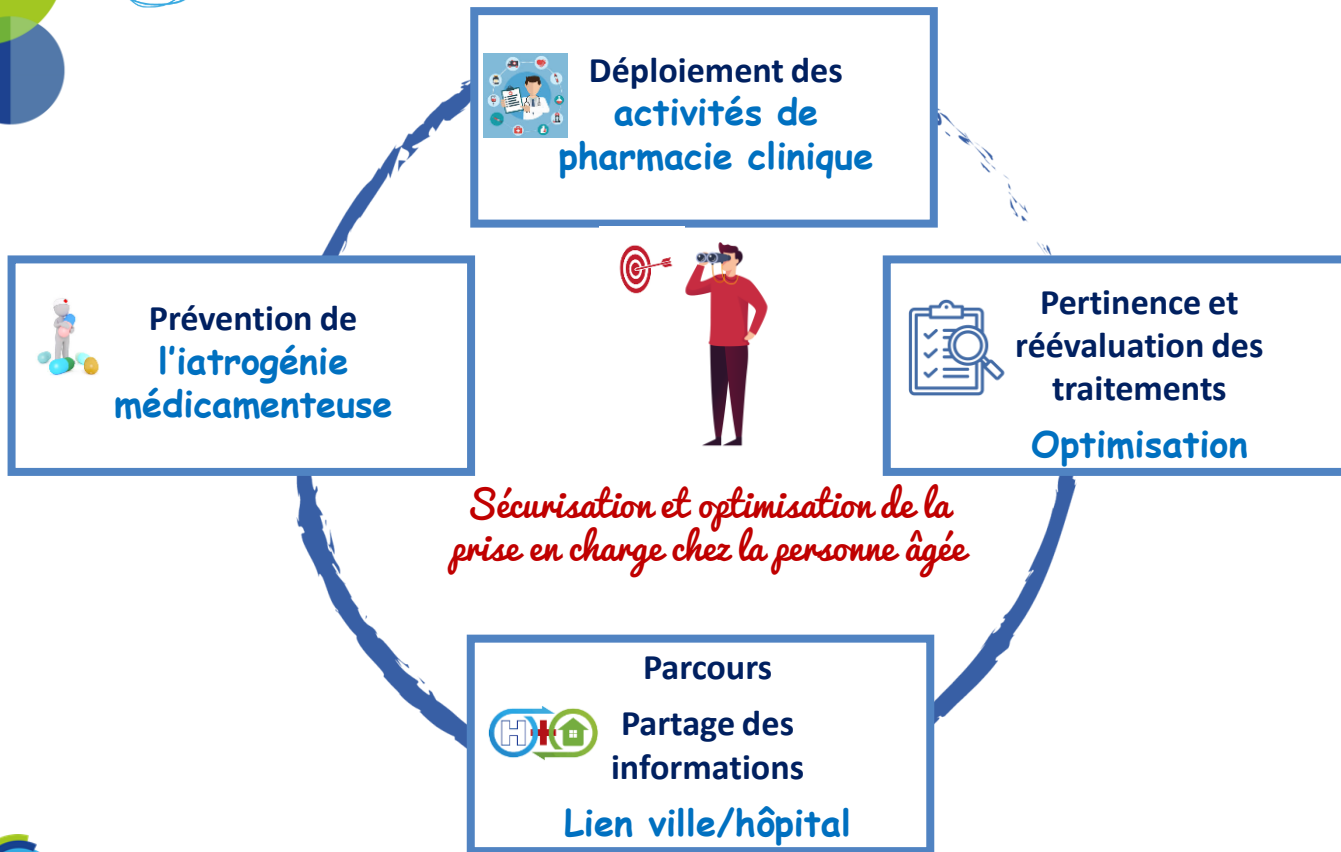 Déploiement des
activités de
pharmacie clinique
Prévention de
l'iatrogénie
médicamenteuse
Pertinence et
réévaluation des
traitements
Optimisation
Sécurisation et optimisation de la
prise en charge chez la personne âgée
Parcours
H
Partage des
informations
Lien ville/hôpital